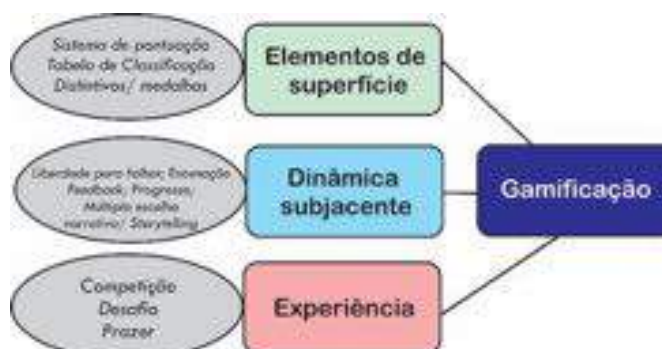 Sistema de pontuação
Tabela de Classificação
Distintivos/ medalhas
Elementos de
superfície
Liberdade para falhar; Encenação
Feedback; Progresso;
Múltipla escolha
narrativa/ Storytelling
Dinâmica
subjacente
Gamificação
Competição
Desafio
Prazer
Experiência